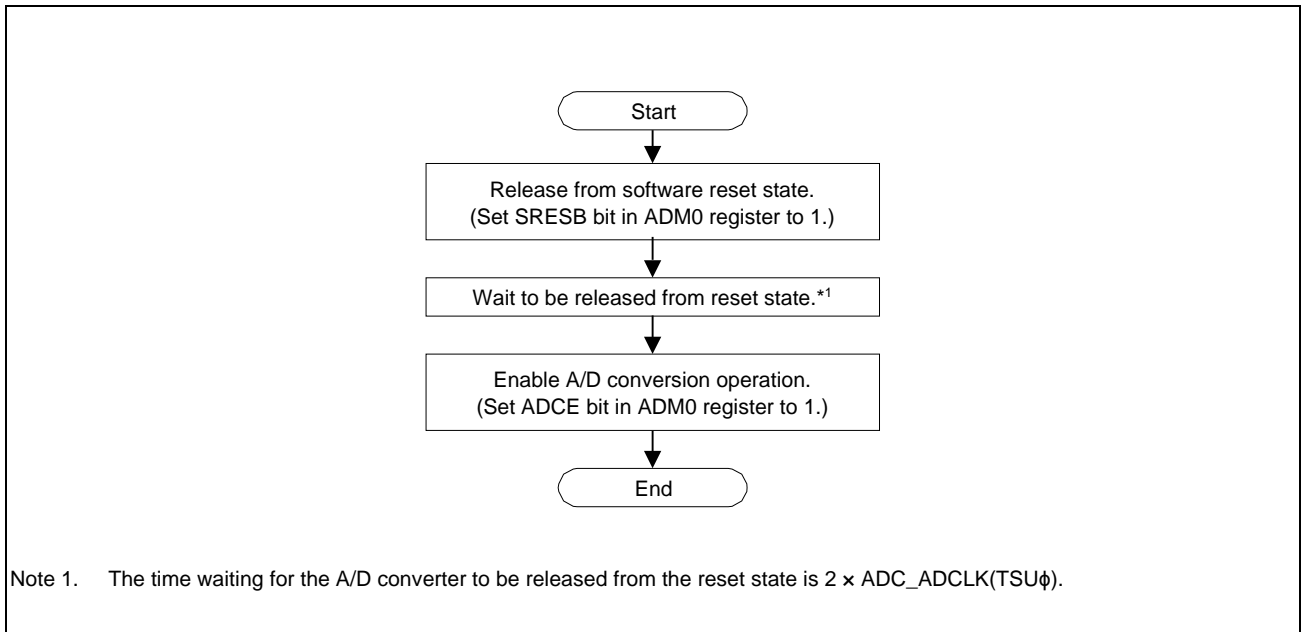 Start
Release from software reset state.
(Set SRESB bit in ADM0 register to 1.)
Wait to be released from reset state.*1
Enable A/D conversion operation.
(Set ADCE bit in ADM0 register to 1.)
End
Note 1. The time waiting for the A/D converter to be released from the reset state is 2 × ADC_ADCLK(TSUϕ).